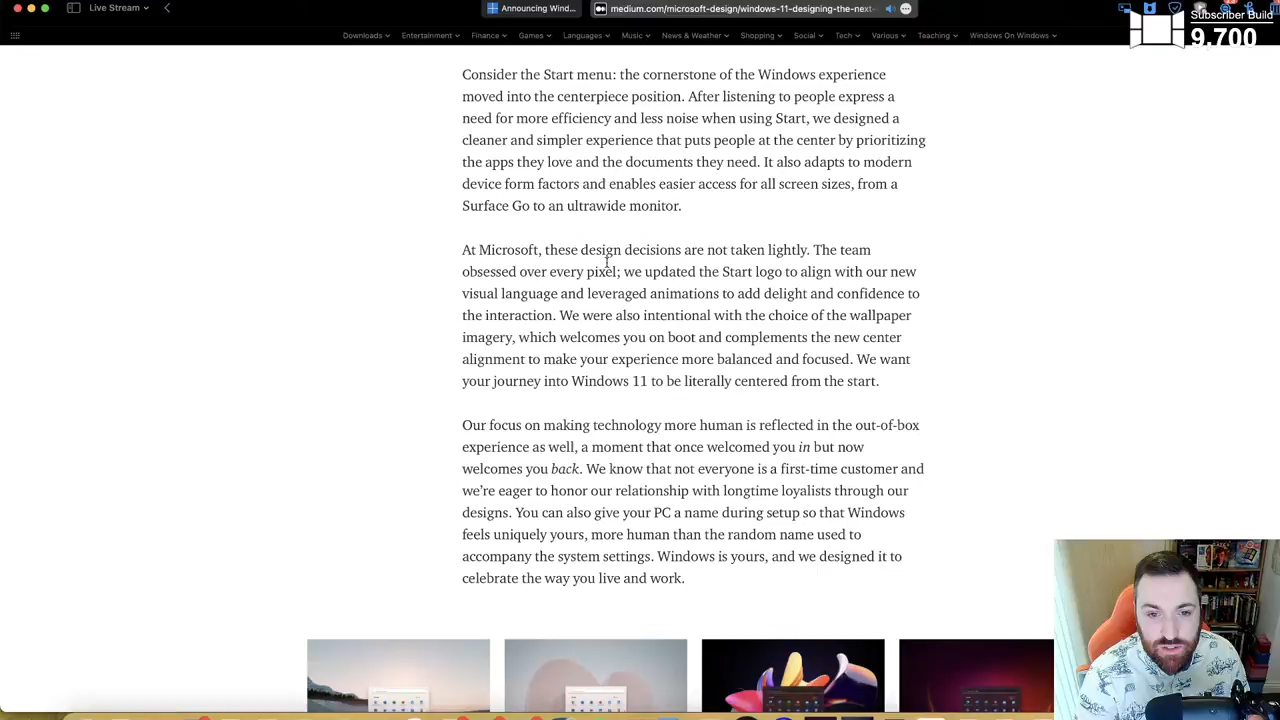 Live Stream
Announcing Wind...
medium.com/microsoft-design/windows-11-designing-the-next-
Subscriber Build
9,700
Downloads Entertainment Finance Games Languages Music News & Weather Shopping Social Tech Various Teaching Windows On Windows
Consider the Start menu: the cornerstone of the Windows experience
moved into the centerpiece position. After listening to people express a
need for more efficiency and less noise when using Start, we designed a
cleaner and simpler experience that puts people at the center by prioritizing
the apps they love and the documents they need. It also adapts to modern
device form factors and enables easier access for all screen sizes, from a
Surface Go to an ultrawide monitor.
At Microsoft, these design decisions are not taken lightly. The team
obsessed over every pixel; we updated the Start logo to align with our new
visual language and leveraged animations to add delight and confidence to
the interaction. We were also intentional with the choice of the wallpaper
imagery, which welcomes you on boot and complements the new center
alignment to make your experience more balanced and focused. We want
your journey into Windows 11 to be literally centered from the start.
Our focus on making technology more human is reflected in the out-of-box
experience as well, a moment that once welcomed you in but now
welcomes you back. We know that not everyone is a first-time customer and
we're eager to honor our relationship with longtime loyalists through our
designs. You can also give your PC a name during setup so that Windows
feels uniquely yours, more human than the random name used to
accompany the system settings. Windows is yours, and we designed it to
celebrate the way you live and work.